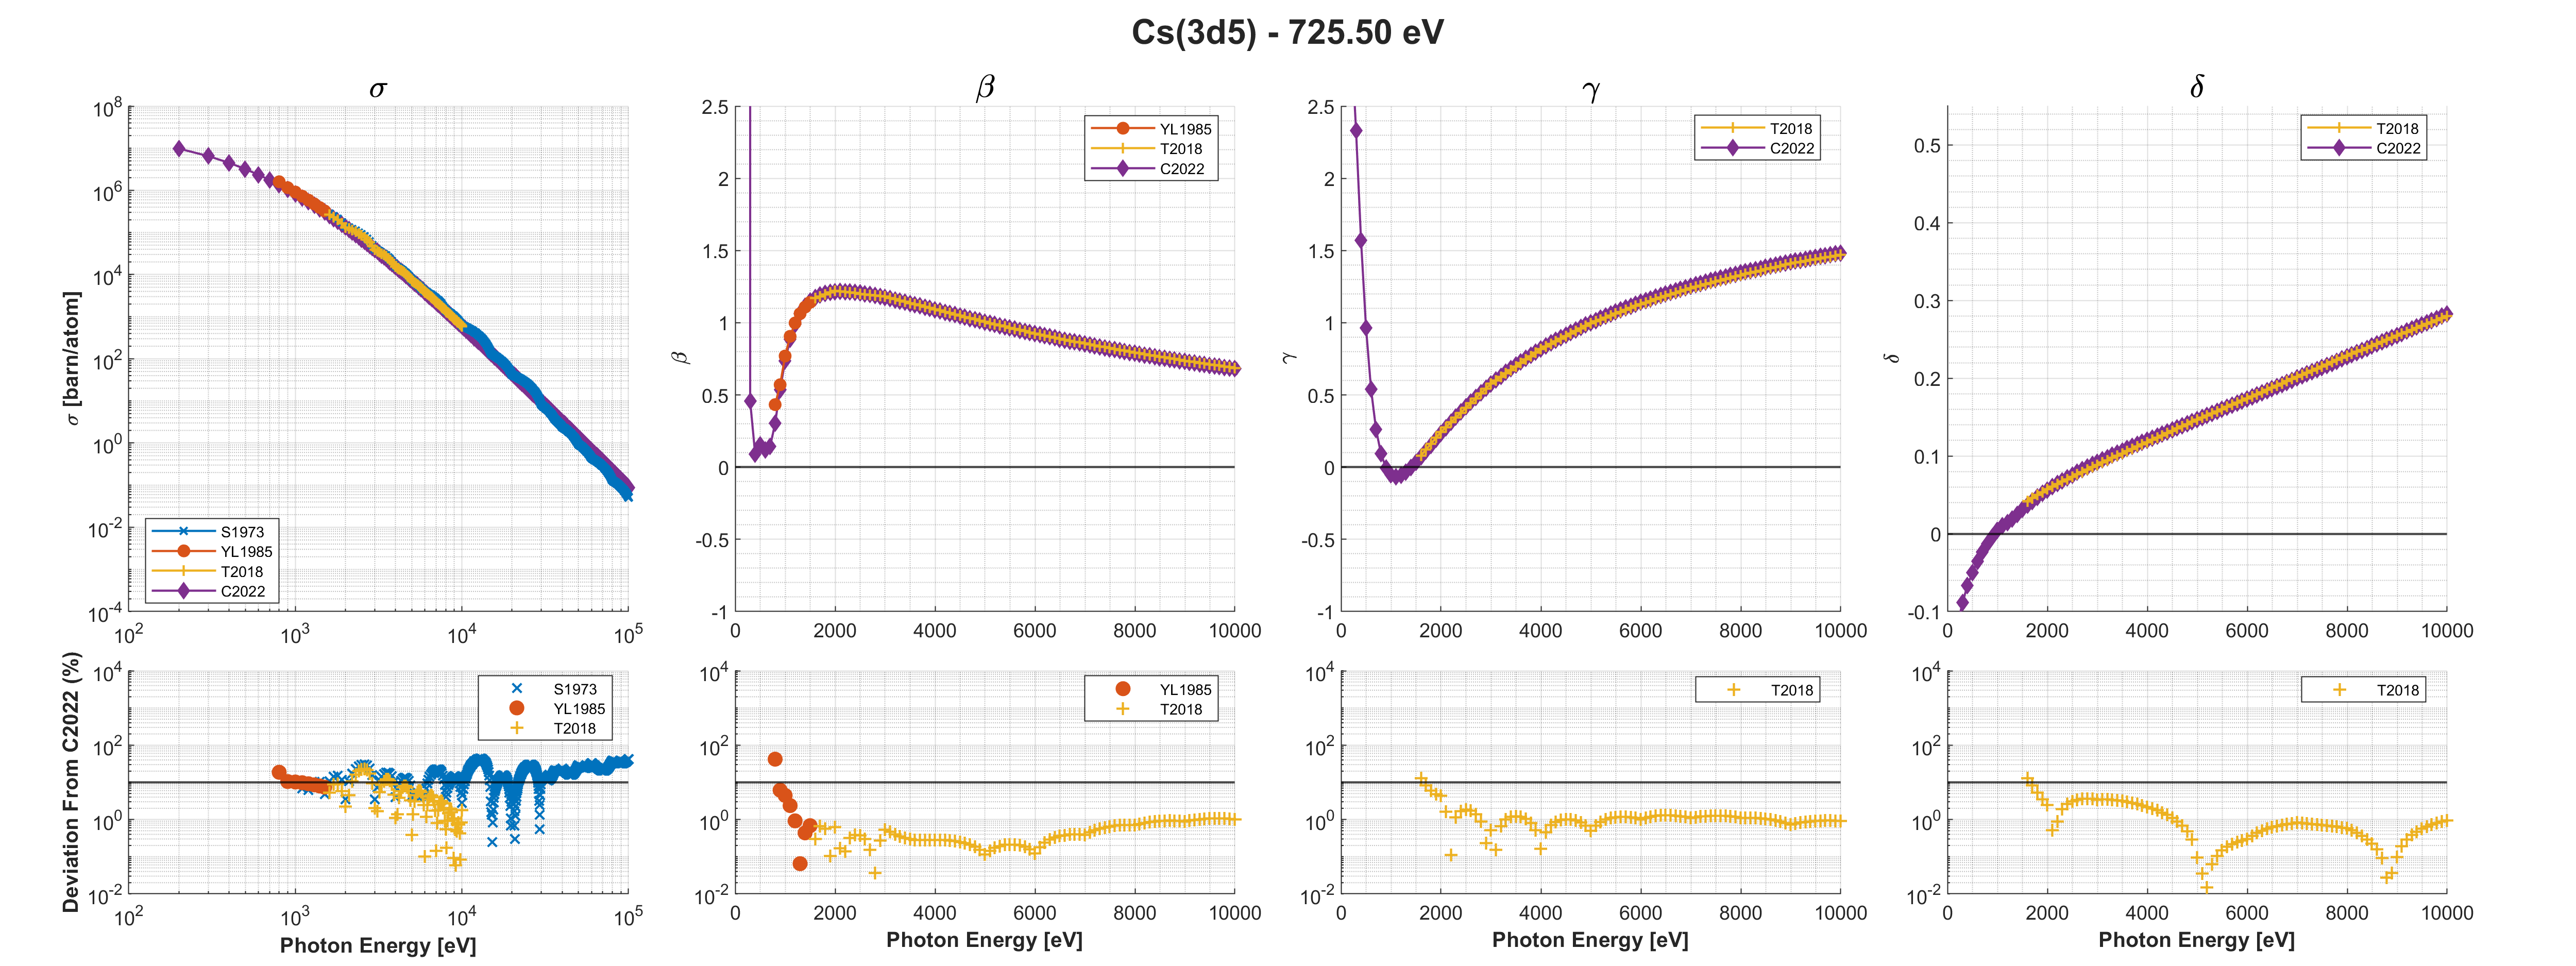 Cs(3d5) - 725.50 eV
σ
β
γ
δ
10^8
10^6
10^4
10^2
10^0
10^-2
10^-4
σ [barn/atom]
S1973
YL1985
T2018
C2022
10^2
10^3
10^4
10^5
2.5
2
1.5
1
0.5
0
-0.5
-1
β
YL1985
T2018
C2022
0
2000
4000
6000
8000
10000
2.5
2
1.5
1
0.5
0
-0.5
-1
γ
T2018
C2022
0
2000
4000
6000
8000
10000
0.5
0.4
0.3
0.2
0.1
0
-0.1
δ
T2018
C2022
0
2000
4000
6000
8000
10000
10^4
10^2
10^0
10^-2
Deviation From C2022 (%)
S1973
YL1985
T2018
10^2
10^3
10^4
10^5
Photon Energy [eV]
10^4
10^2
10^0
10^-2
YL1985
T2018
0
2000
4000
6000
8000
10000
Photon Energy [eV]
10^4
10^2
10^0
10^-2
T2018
0
2000
4000
6000
8000
10000
Photon Energy [eV]
10^4
10^2
10^0
10^-2
T2018
0
2000
4000
6000
8000
10000
Photon Energy [eV]